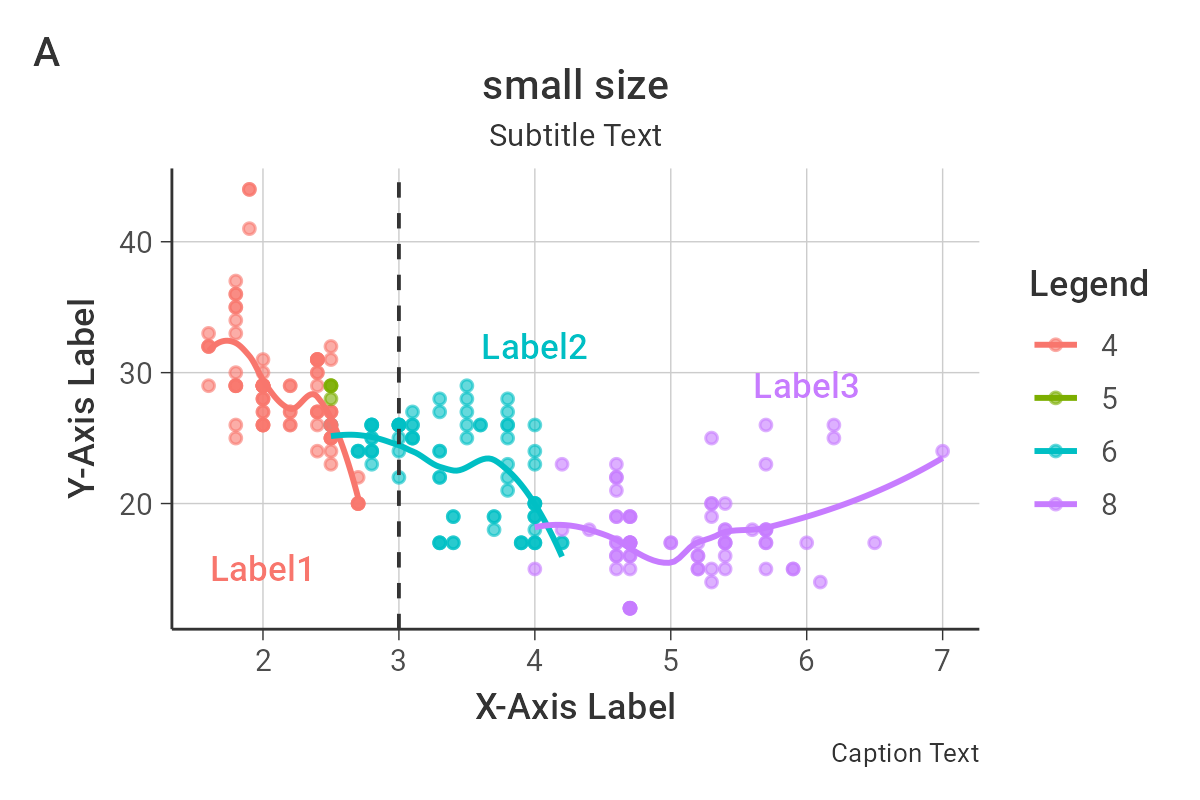 A
small size
Subtitle Text
Y-Axis Label
40
30
20
Label1
Label2
Label3
2 3 4 5 6 7
X-Axis Label
Legend
4
5
6
8
Caption Text